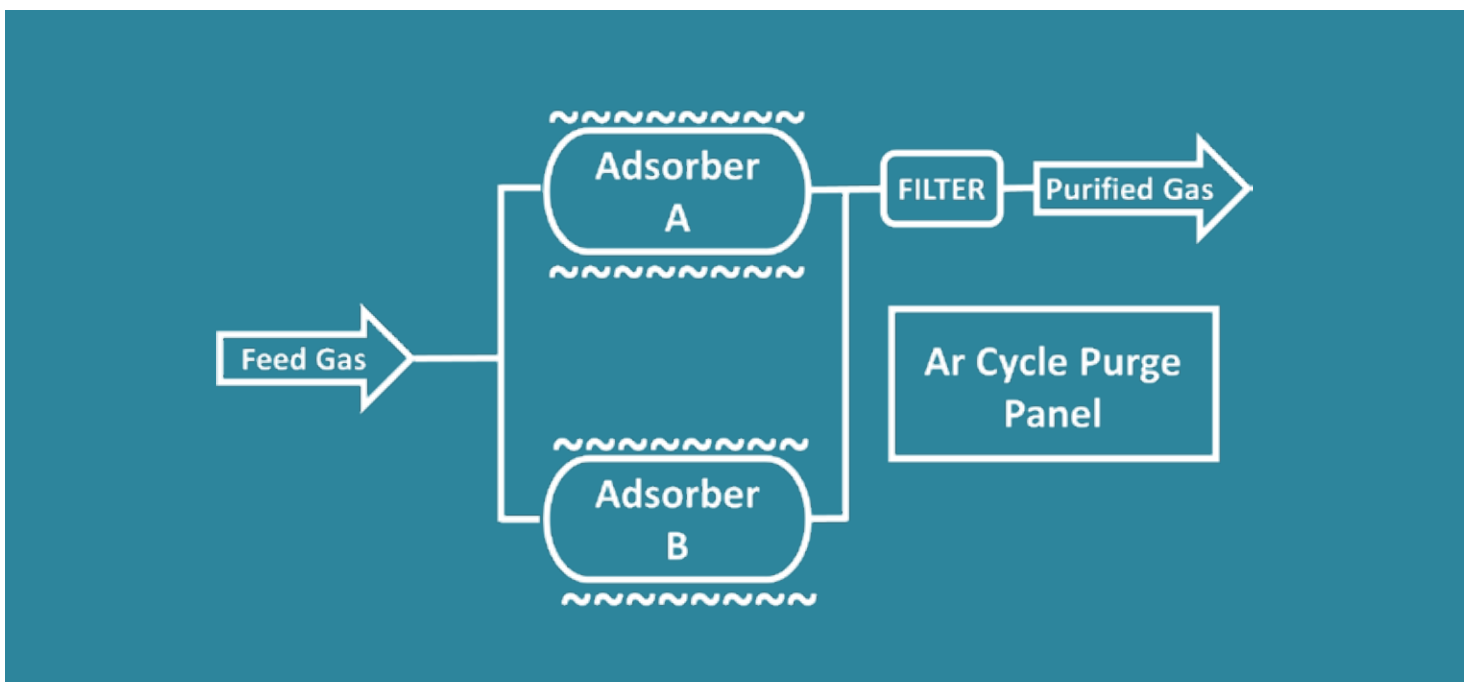 Adsorber
A
FILTER
Purified Gas
Feed Gas
Ar Cycle Purge
Panel
Adsorber
B